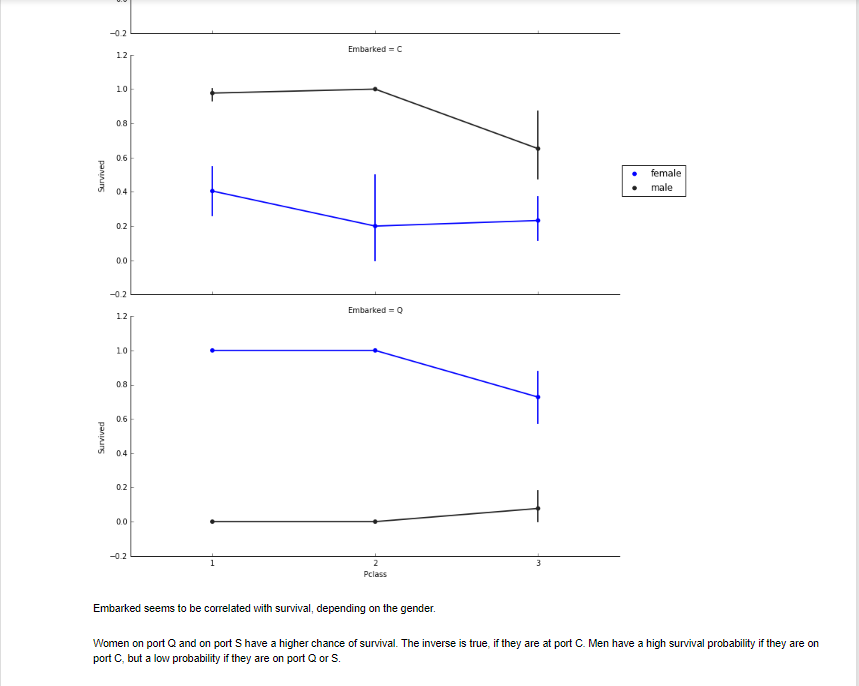 −0.2
Embarked = C
1.2
1.0
0.8
0.6
0.4
0.2
0.0
−0.2
Survived
female
male
Embarked = Q
1.2
1.0
0.8
0.6
0.4
0.2
0.0
−0.2
Survived
1 2 3
Pclass
Embarked seems to be correlated with survival, depending on the gender.
Women on port Q and on port S have a higher chance of survival. The inverse is true, if they are at port C. Men have a high survival probability if they are on
port C, but a low probability if they are on port Q or S.